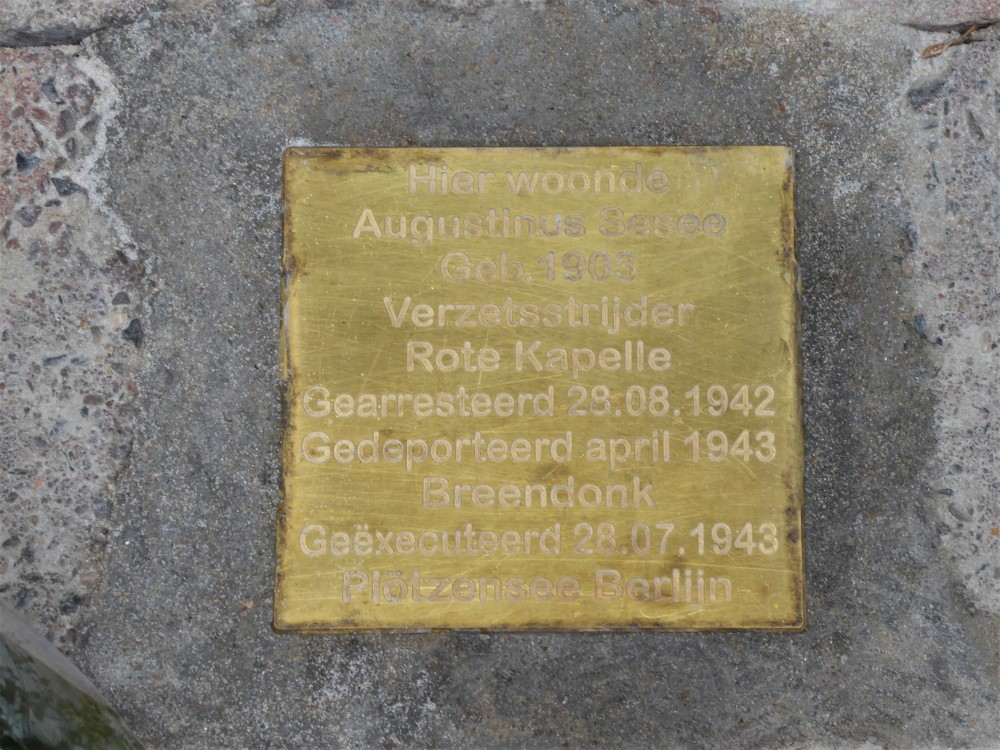 Hier woonde
Augustinus Sesee
Geb.1903
Verzetsstrijder
Rote Kapelle
Gearresteerd 28.08.1942
Gedeporteerd april 1943
Breendonk
Geëxecuteerd 28.07.1943
Plötzensee Berlijn